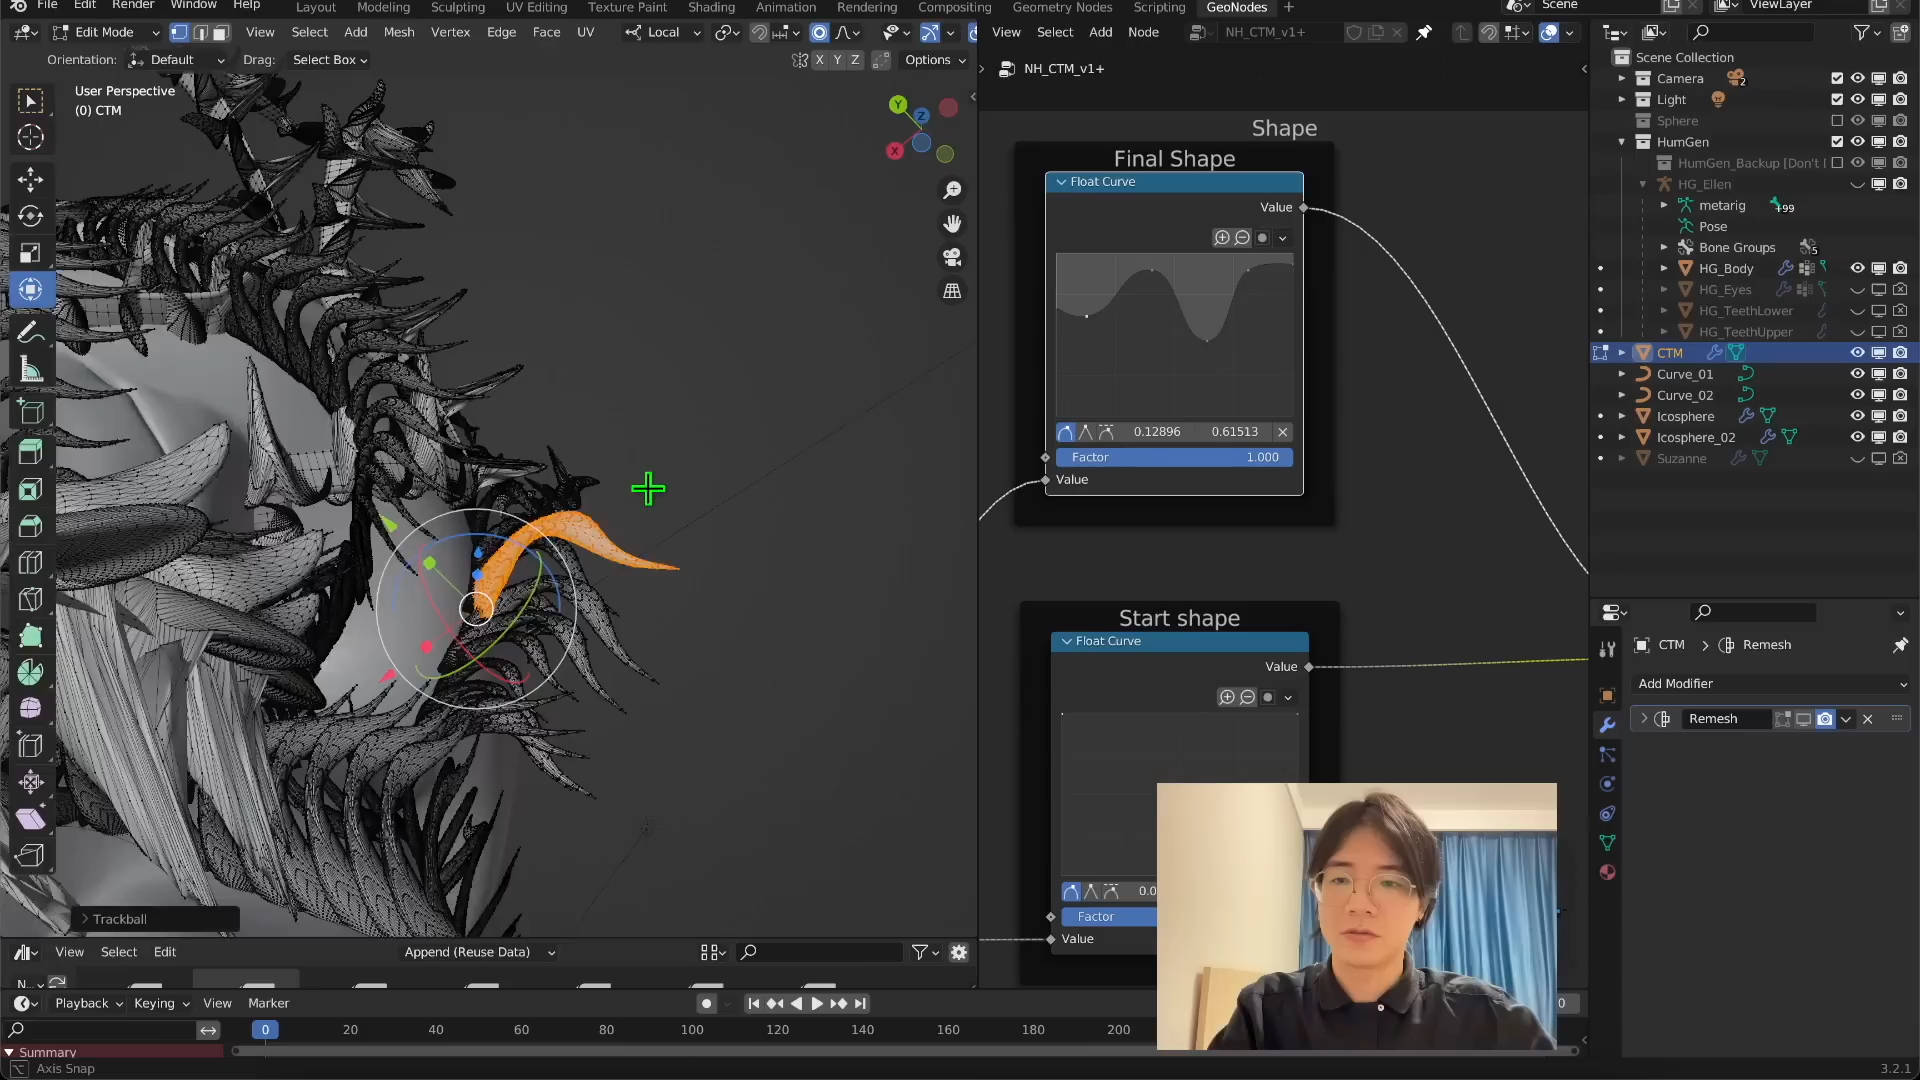 File Edit Render Window Help Layout Modeling Sculpting UV Editing Texture Paint Shading Animation Rendering Compositing Geometry Nodes Scripting GeoNodes Scene ViewLayer
Edit Mode View Select Add Mesh Vertex Edge Face UV Local View Select Add Node NH_CTM_v1+
Orientation: Default Drag: Select Box X Y Z Options
NH_CTM_v1+
User Perspective
(0) CTM
Y
Z
X
Shape
Final Shape
Float Curve
Value
0.12896 0.61513
Factor 1.000
Value
Start shape
Float Curve
Value
0.0
Factor
Value
Scene Collection
Camera 2
Light
Sphere
HumGen
HumGen_Backup [Don't
HG_Ellen
metarig +99
Pose
Bone Groups 5
HG_Body
HG_Eyes
HG_TeethLower
HG_TeethUpper
CTM
Curve_01
Curve_02
Icosphere
Icosphere_02
Suzanne
CTM Remesh
Add Modifier
Remesh
Trackball
View Select Edit Append (Reuse Data)
N..
Playback Keying View Marker 0
0 20 40 60 80 100 120 140 160 180 200
Summary
Axis Snap 3.2.1